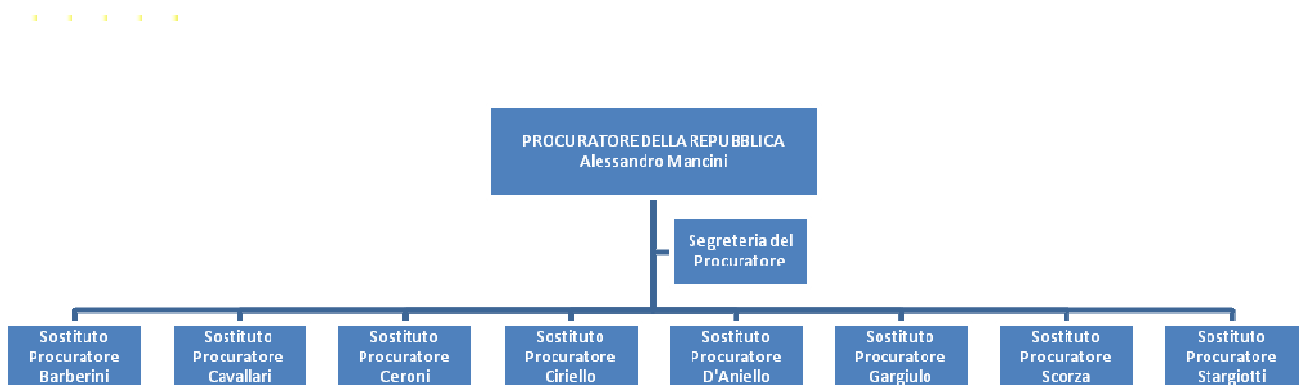 PROCURATORE DELLA REPUBBLICA
Alessandro Mancini
Segreteria del
Procuratore
Sostituto
Procuratore
Barberini
Sostituto
Procuratore
Cavallari
Sostituto
Procuratore
Ceroni
Sostituto
Procuratore
Ciriello
Sostituto
Procuratore
D'Aniello
Sostituto
Procuratore
Gargiulo
Sostituto
Procuratore
Scorza
Sostituto
Procuratore
Stargiotti